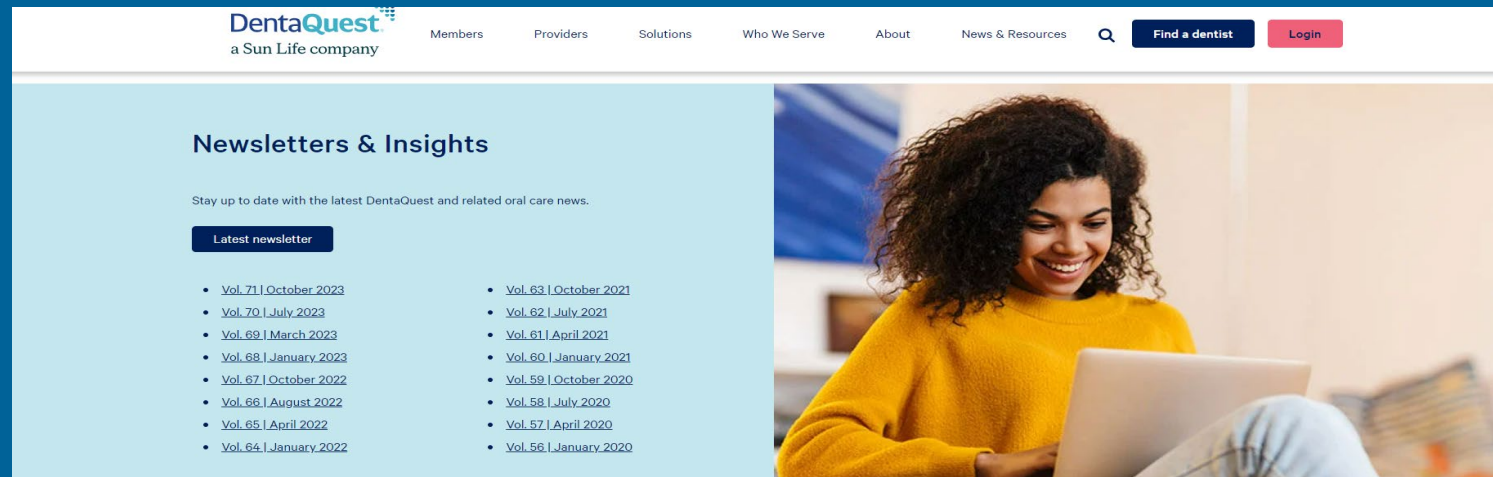 DentaQuest
a Sun Life company
Members Providers Solutions Who We Serve About News & Resources Find a dentist Login
Newsletters & Insights
Stay up to date with the latest DentaQuest and related oral care news.
Latest newsletter
Vol. 71 | October 2023
Vol. 70 | July 2023
Vol. 69 | March 2023
Vol. 68 | January 2023
Vol. 67 | October 2022
Vol. 66 | August 2022
Vol. 65 | April 2022
Vol. 64 | January 2022
Vol. 63 | October 2021
Vol. 62 | July 2021
Vol. 61 | April 2021
Vol. 60 | January 2021
Vol. 59 | October 2020
Vol. 58 | July 2020
Vol. 57 | April 2020
Vol. 56 | January 2020